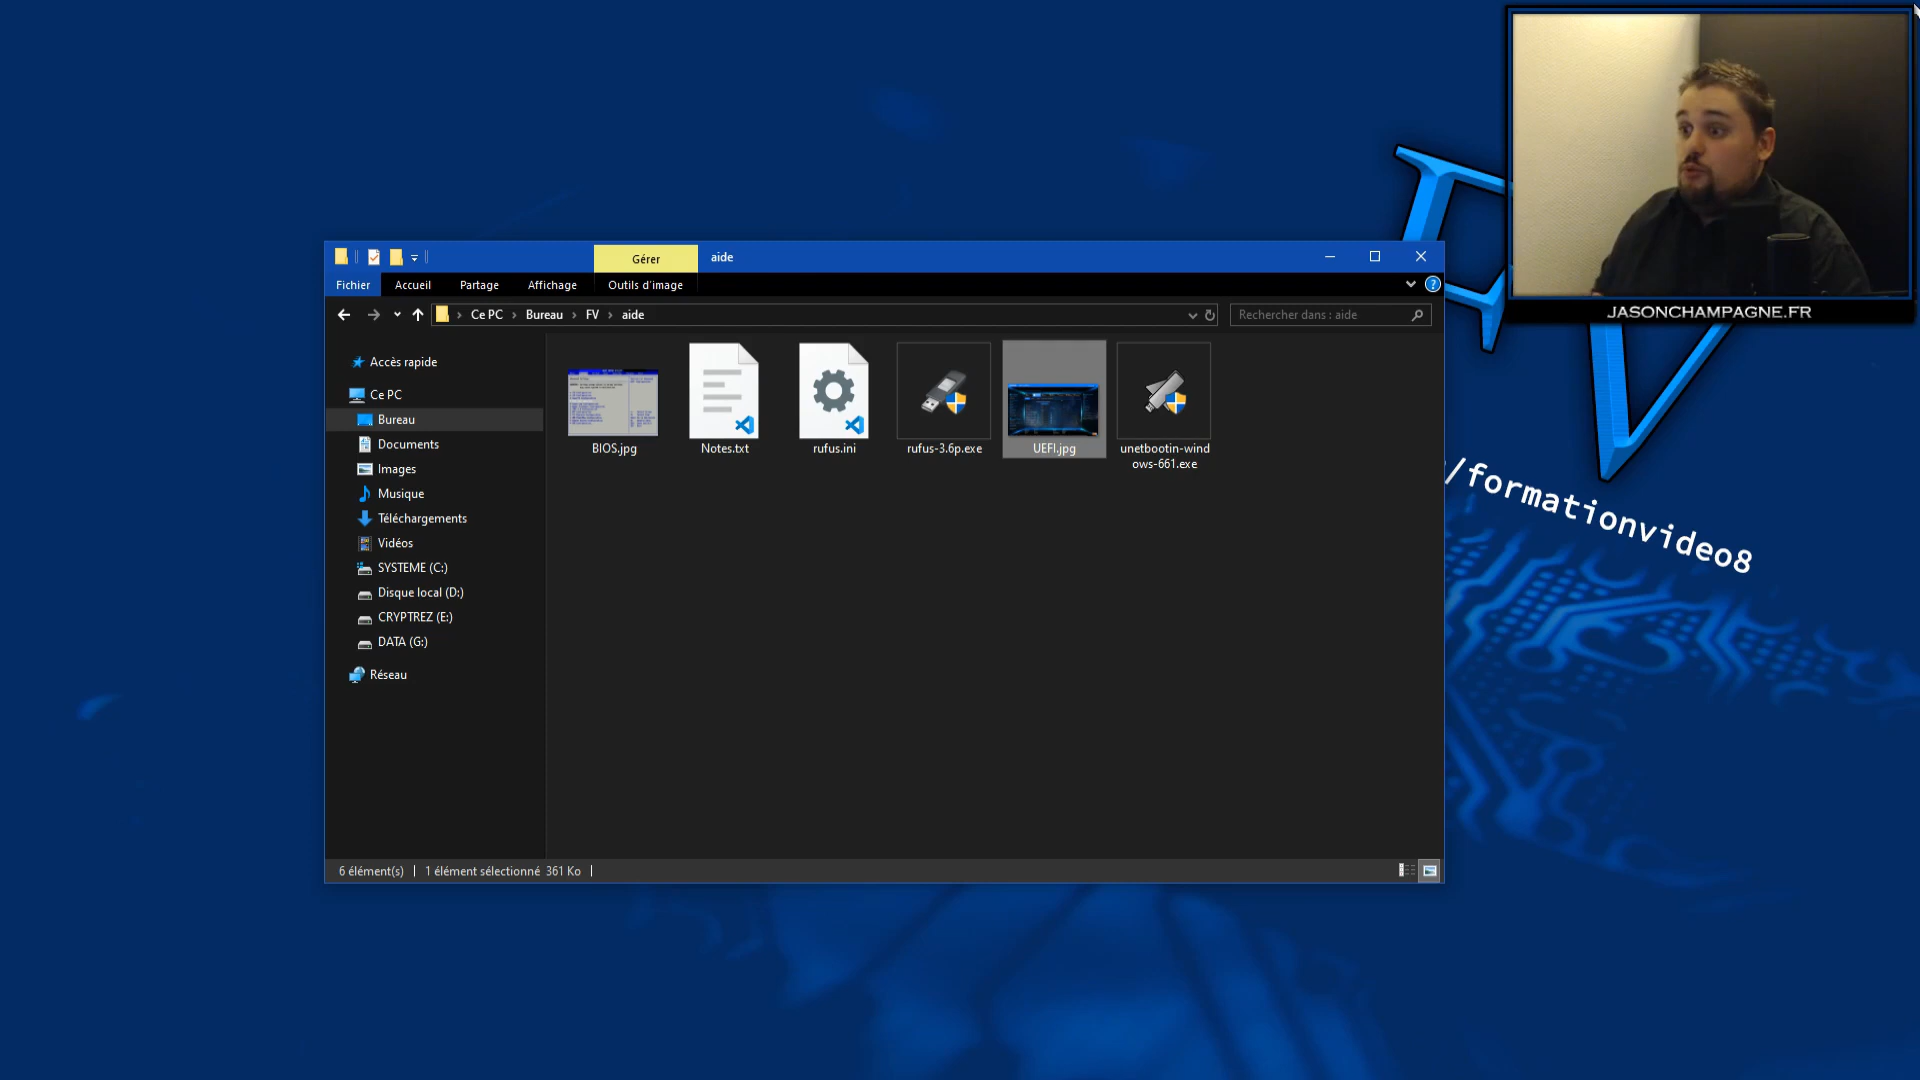 JASONCHAMPAGNE.FR
/formationvideo8
Gérer
aide
Fichier
Accueil
Partage
Affichage
Outils d'image
?
Ce PC
Bureau
FV
aide
Rechercher dans : aide
Accès rapide
Ce PC
Bureau
Documents
Images
Musique
Téléchargements
Vidéos
SYSTEME (C:)
Disque local (D:)
CRYPTREZ (E:)
DATA (G:)
Réseau
BIOS.jpg
Notes.txt
rufus.ini
rufus-3.6p.exe
UEFI.jpg
unetbootin-wind
ows-661.exe
6 élément(s)
1 élément sélectionné 361 Ko